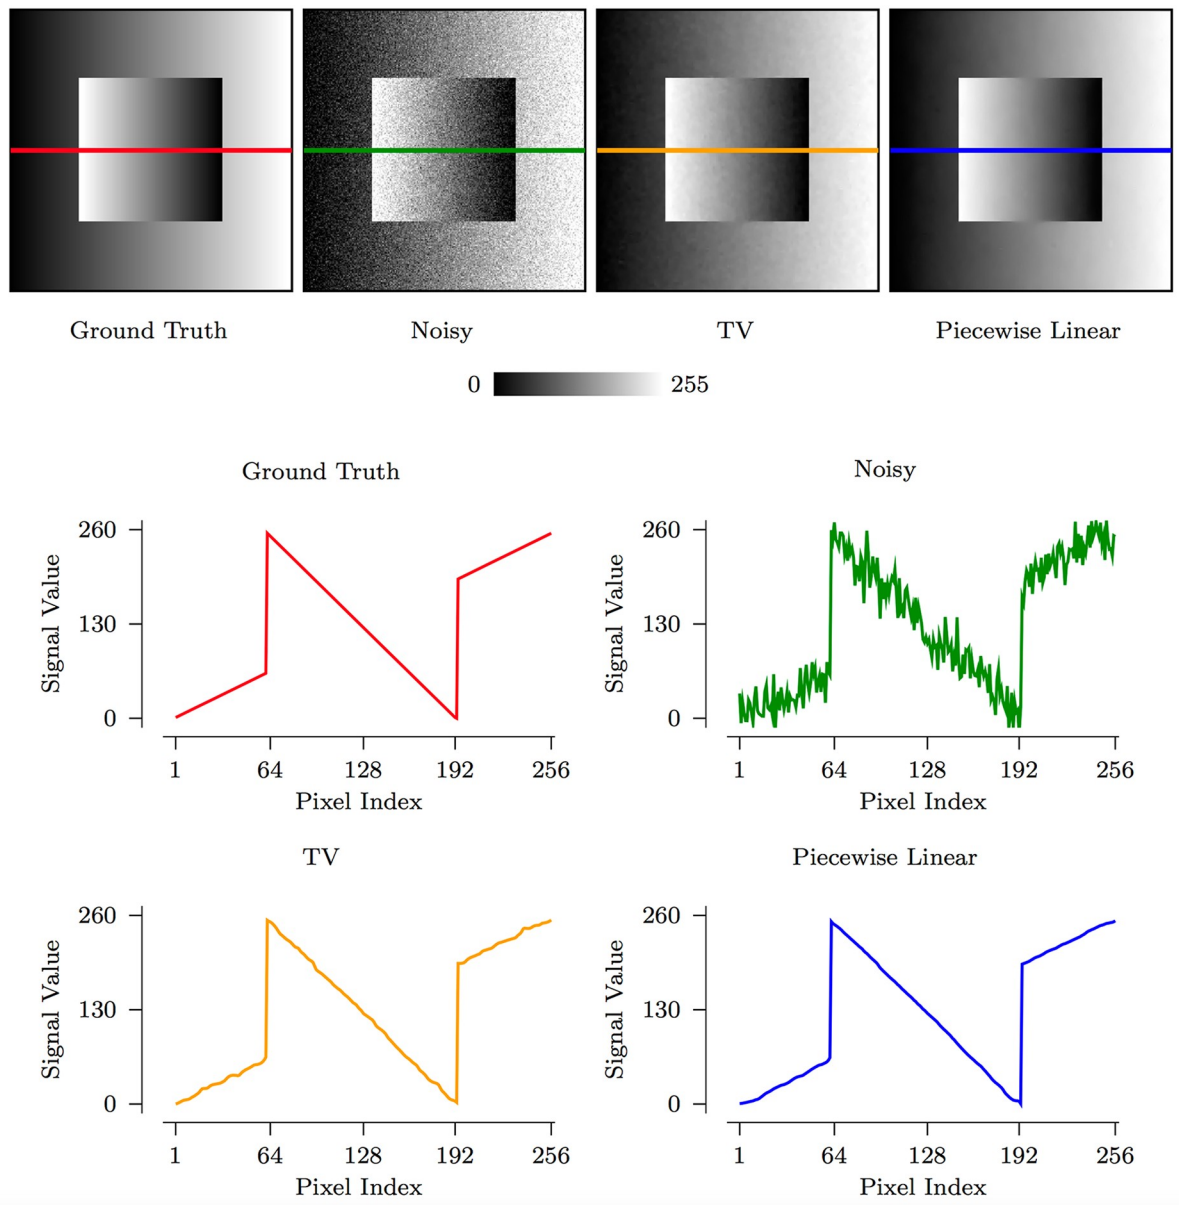 Ground Truth
Noisy
TV
Piecewise Linear
0
255
Ground Truth
260
130
0
Signal Value
1 64 128 192 256
Pixel Index
Noisy
260
130
0
Signal Value
1 64 128 192 256
Pixel Index
TV
260
130
0
Signal Value
1 64 128 192 256
Pixel Index
Piecewise Linear
260
130
0
Signal Value
1 64 128 192 256
Pixel Index